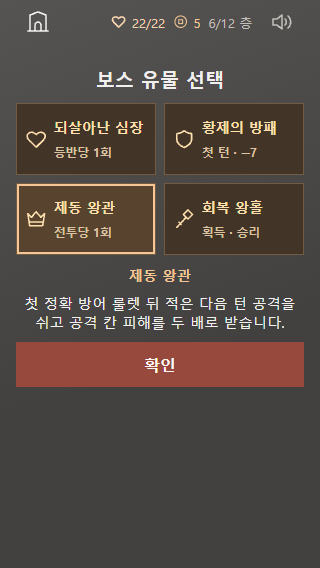 22/22 5 6/12 층
보스 유물 선택
되살아난 심장
등반당 1회
황제의 방패
첫 턴 · −7
제동 왕관
전투당 1회
회복 왕홀
획득 · 승리
제동 왕관
첫 정확 방어 룰렛 뒤 적은 다음 턴 공격을
쉬고 공격 칸 피해를 두 배로 받습니다.
확인